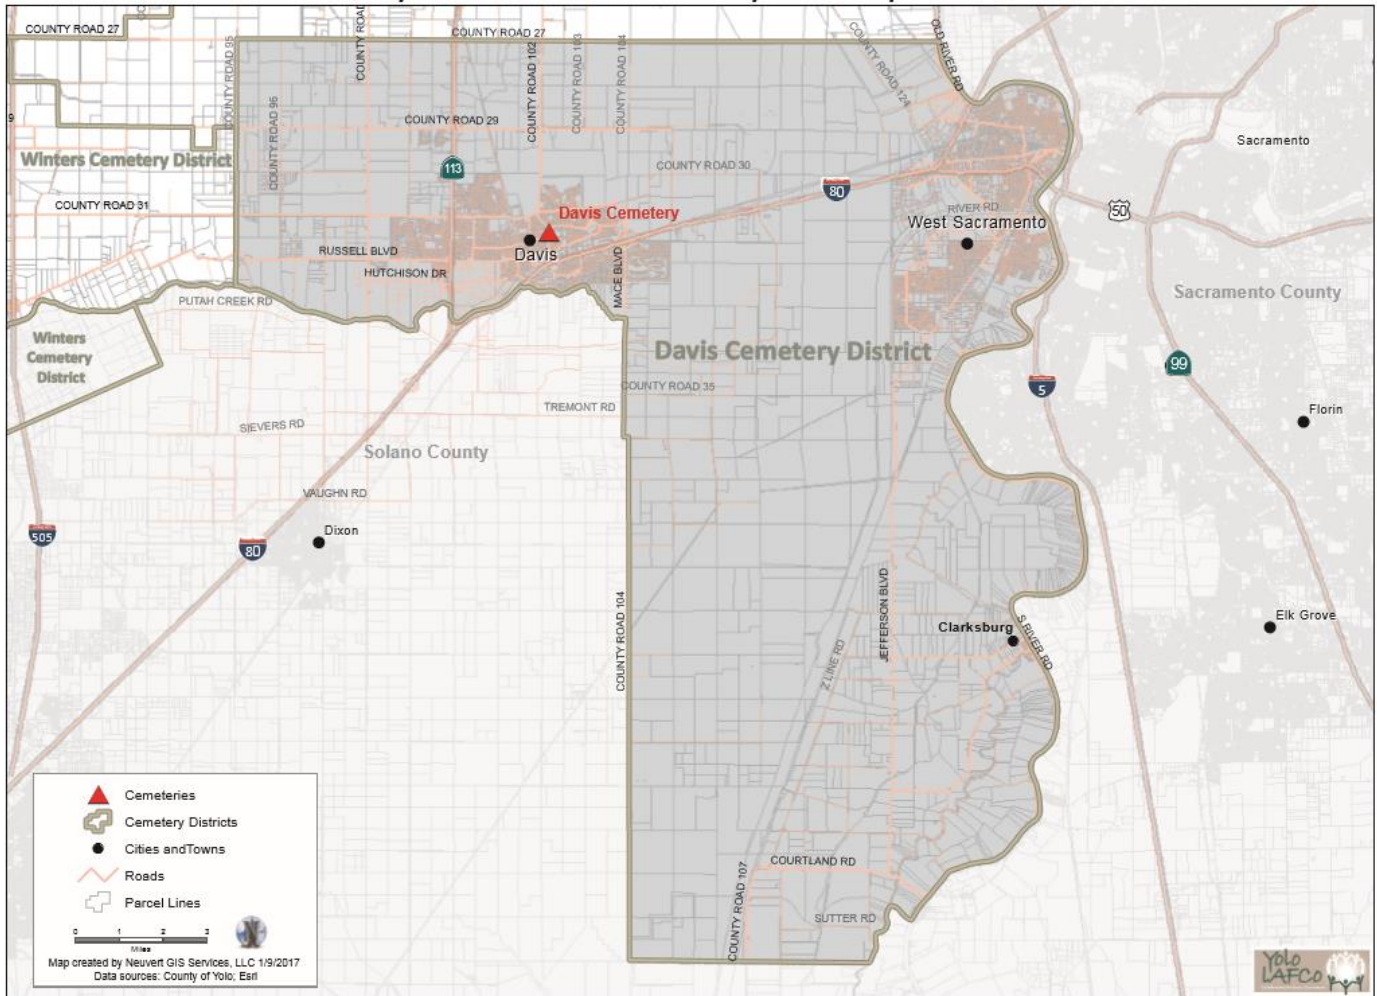 COUNTY ROAD 27
COUNTY ROAD 95
COUNTY ROAD
COUNTY ROAD 27
COUNTY ROAD 102
COUNTY ROAD 103
COUNTY ROAD 104
COUNTY ROAD 124
OLD RIVER RD
9
COUNTY ROAD 96
COUNTY ROAD 29
Sacramento
Winters Cemetery District
113
COUNTY ROAD 30
80
COUNTY ROAD 31
Davis Cemetery
RIVER RD
50
West Sacramento
RUSSELL BLVD
Davis
HUTCHISON DR
MACE BLVD
Sacramento County
PUTAH CREEK RD
Winters
Cemetery
District
Davis Cemetery District
99
COUNTY ROAD 35
5
TREMONT RD
Florin
SIEVERS RD
Solano County
VAUGHN RD
505
Dixon
80
JEFFERSON BLVD
COUNTY ROAD 104
Clarksburg
S RIVER RD
Elk Grove
Z LINE RD
COURTLAND RD
COUNTY ROAD 107
SUTTER RD
Cemeteries
Cemetery Districts
Cities andTowns
Roads
Parcel Lines
0 1 2 3
Miles
Map created by Neuvert GIS Services, LLC 1/9/2017
Data sources: County of Yolo; Esri
YOLO
LAFCO